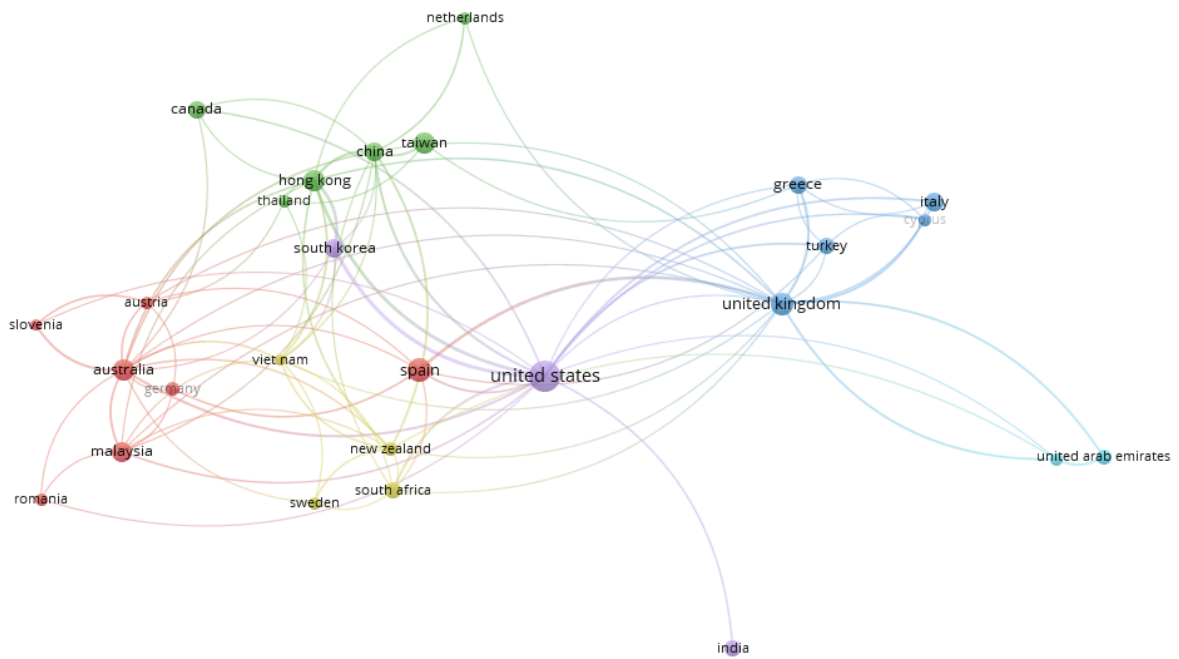 netherlands
canada
taiwan
china
hong kong
thailand
greece
italy
cyprus
south korea
turkey
austria
united kingdom
slovenia
viet nam
australia
spain
united states
germany
new zealand
malaysia
united arab emirates
south africa
romania
sweden
india